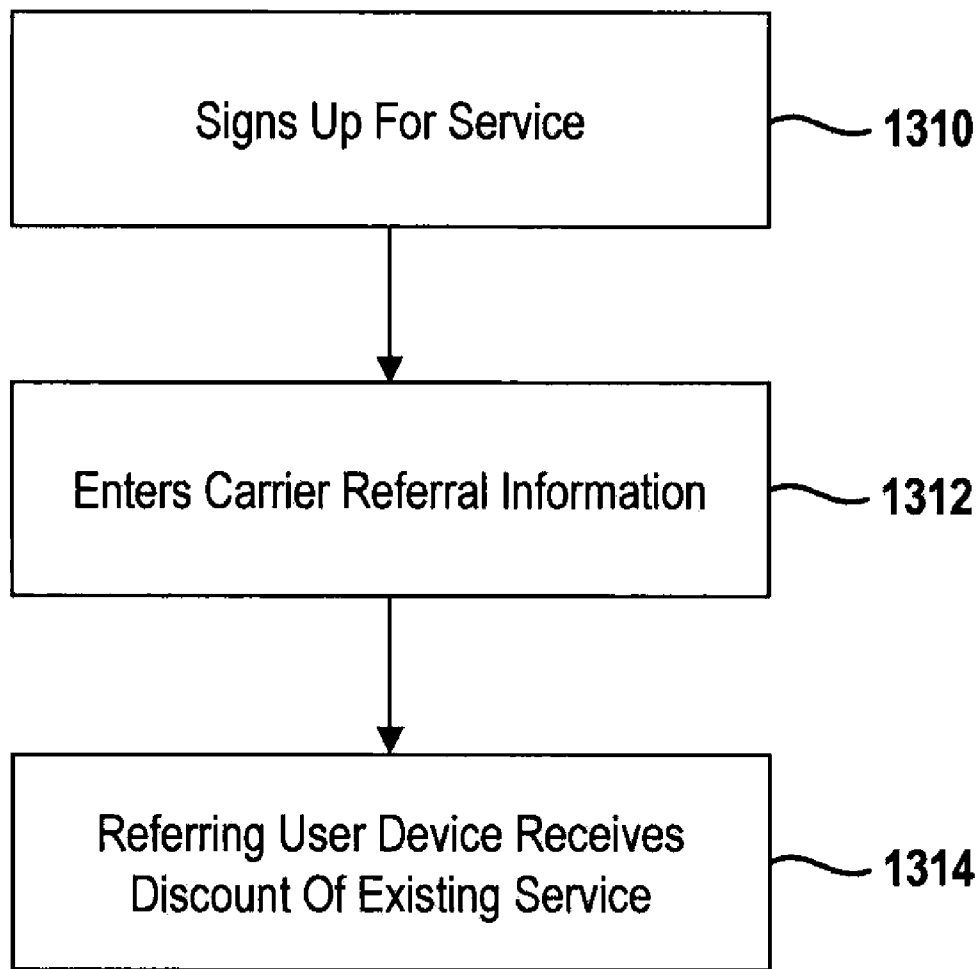 Signs Up For Service
1310
Enters Carrier Referral Information
1312
Referring User Device Receives
Discount Of Existing Service
1314